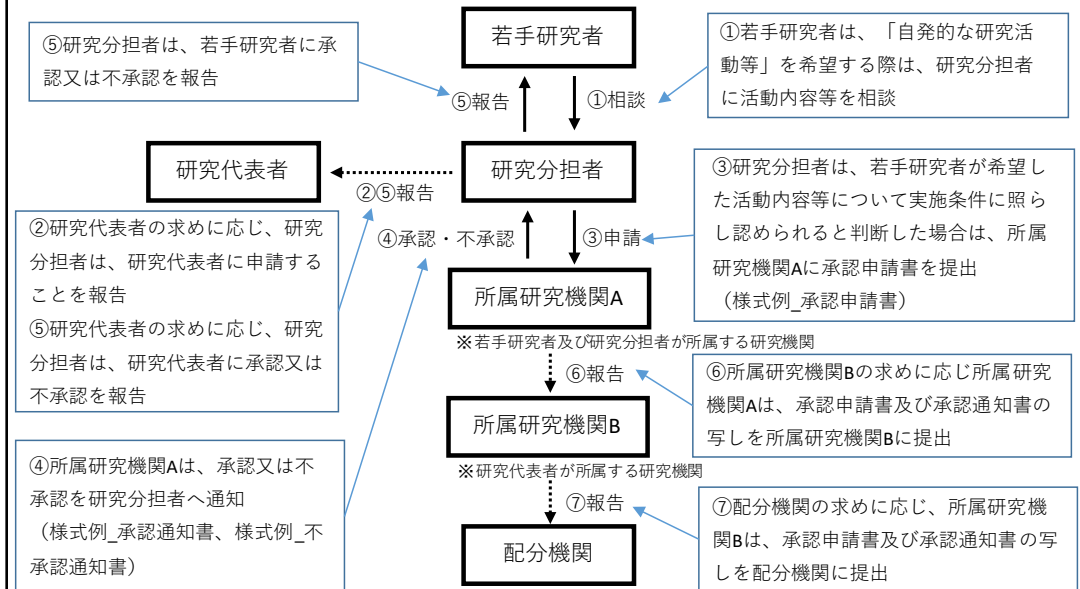 若手研究者
⑤研究分担者は、若手研究者に承
認又は不承認を報告
①若手研究者は、「自発的な研究活
動等」を希望する際は、研究分担者
に活動内容等を相談
⑤報告
①相談
研究代表者
研究分担者
②⑤報告
③研究分担者は、若手研究者が希望し
た活動内容等について実施条件に照ら
し認められると判断した場合は、所属
研究機関Aに承認申請書を提出
（様式例_承認申請書）
②研究代表者の求めに応じ、研究
分担者は、研究代表者に申請する
ことを報告
⑤研究代表者の求めに応じ、研究
分担者は、研究代表者に承認又は
不承認を報告
④承認・不承認
③申請
所属研究機関A
※若手研究者及び研究分担者が所属する研究機関
⑥報告
⑥所属研究機関Bの求めに応じ所属研究
機関Aは、承認申請書及び承認通知書の
写しを所属研究機関Bに提出
所属研究機関B
※研究代表者が所属する研究機関
④所属研究機関Aは、承認又は不
承認を研究分担者へ通知
（様式例_承認通知書、様式例_不
承認通知書）
⑦報告
⑦配分機関の求めに応じ、所属研究機
関Bは、承認申請書及び承認通知書の写
しを配分機関に提出
配分機関